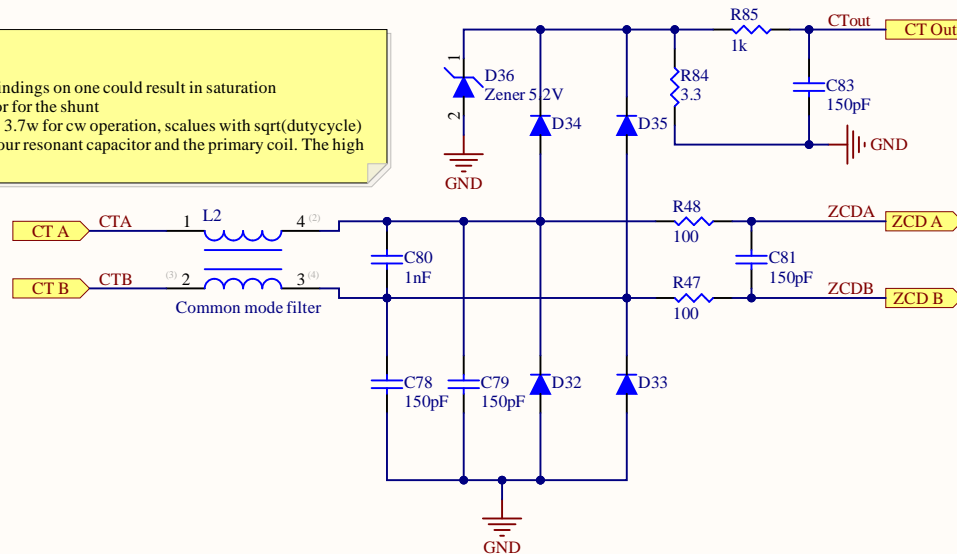 indings on one could result in saturation
or for the shunt
3.7w for cw operation, scalues with sqrt(dutycycle)
our resonant capacitor and the primary coil. The high
R85
1k
CTout
CT Out
1
D36
Zener 5.2V
2
GND
D34
D35
R84
3.3
C83
150pF
GND
CT A
CTA
1
L2
4
(2)
CT B
CTB
(3)
2
3
(4)
Common mode filter
C80
1nF
R48
100
ZCDA
ZCD A
C81
150pF
R47
100
ZCDB
ZCD B
C78
150pF
C79
150pF
D32
D33
GND